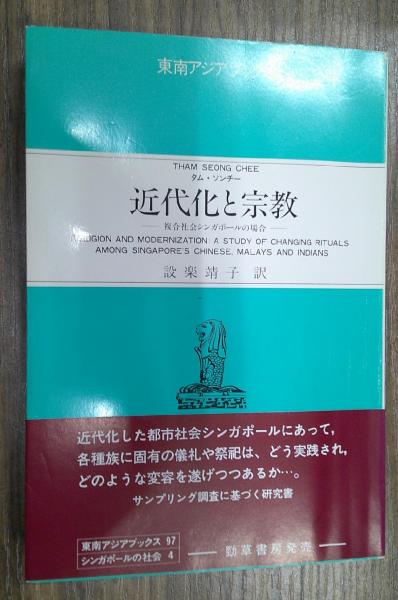 東南アジアブ
THAM SEONG CHEE
タム・ソンチー
近代化と宗教
── 複合社会シンガポールの場合 ──
RELIGION AND MODERNIZATION: A STUDY OF CHANGING RITUALS
AMONG SINGAPORE'S CHINESE, MALAYS AND INDIANS
設楽靖子 訳
近代化した都市社会シンガポールにあって，
各種族に固有の儀礼や祭祀は、どう実践され，
どのような変容を遂げつつあるか…。
サンプリング調査に基づく研究書
東南アジアブックス 97
シンガポールの社会 4
── 勁草書房発売 ──